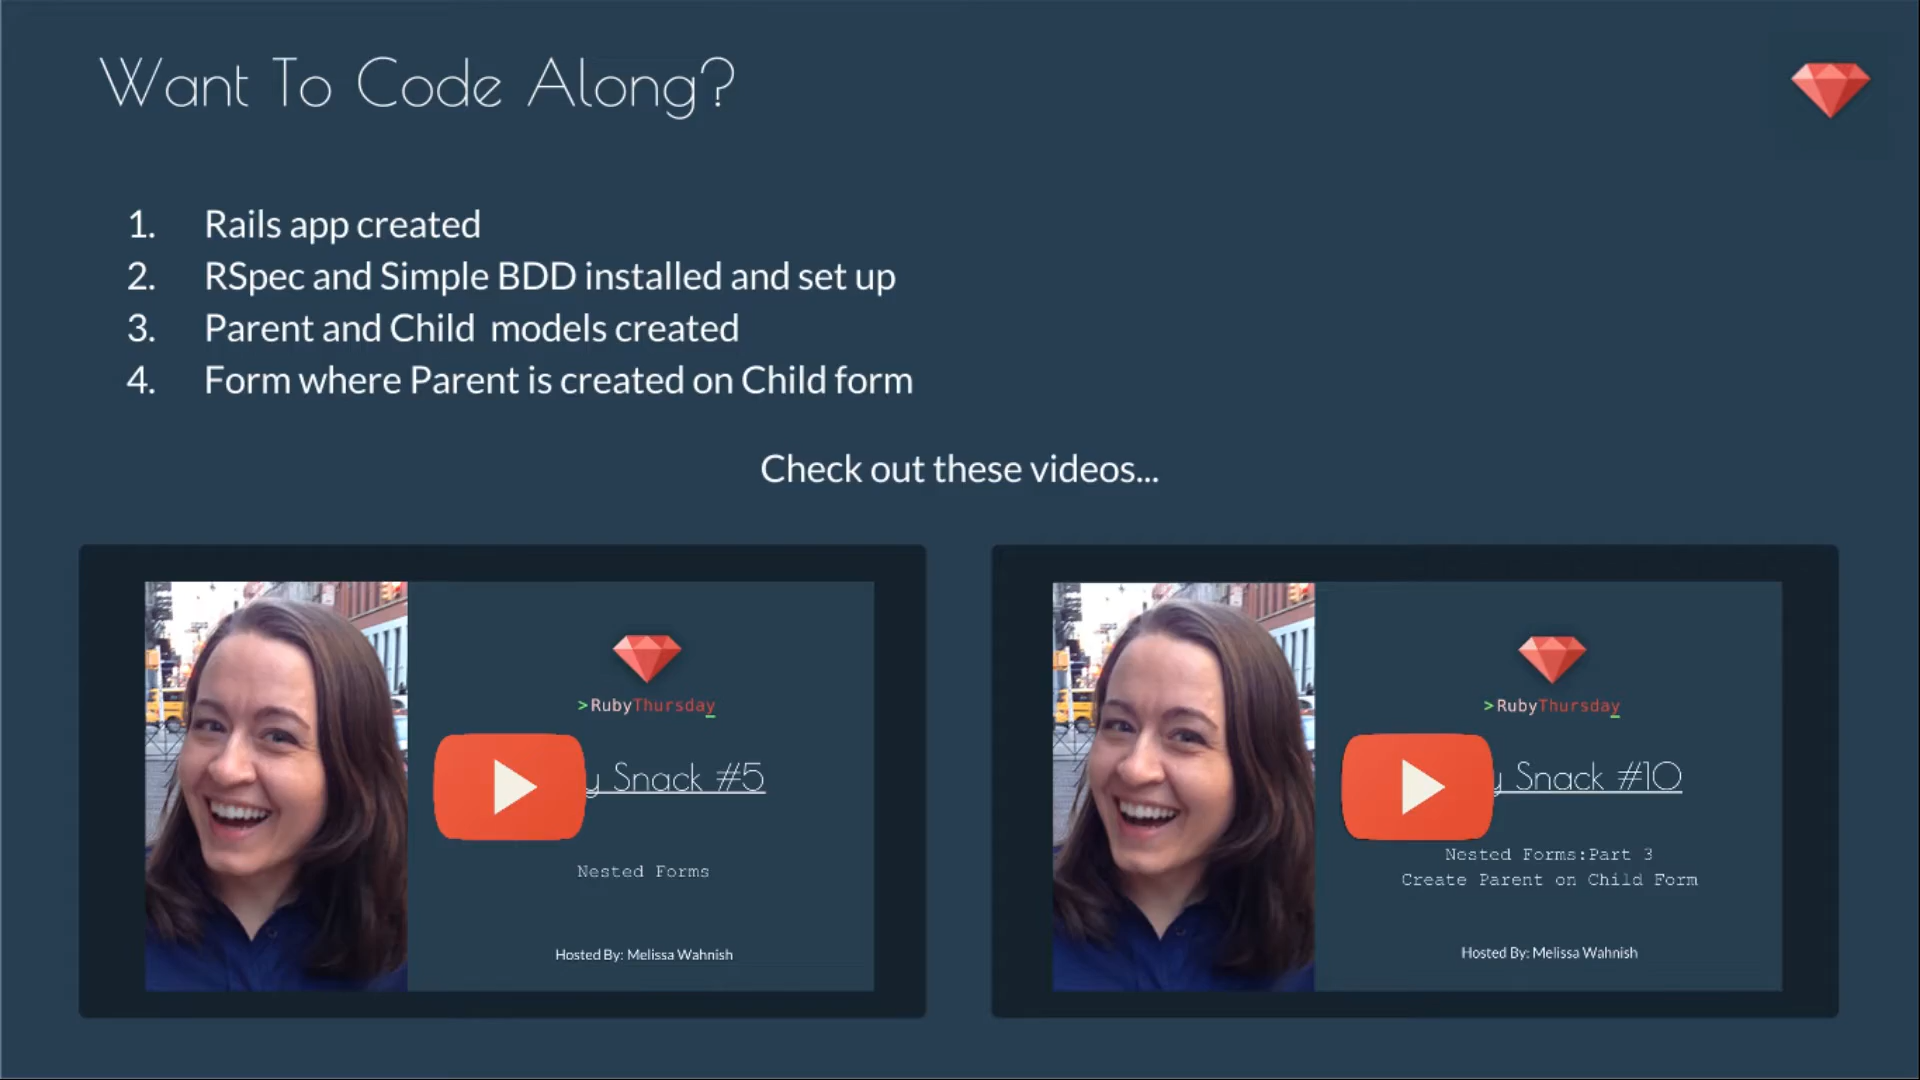 Want To Code Along?
1. Rails app created
2. RSpec and Simple BDD installed and set up
3. Parent and Child models created
4. Form where Parent is created on Child form
Check out these videos...
>RubyThursday
y Snack #5
Nested Forms
Hosted By: Melissa Wahnish
>RubyThursday
y Snack #10
Nested Forms:Part 3
Create Parent on Child Form
Hosted By: Melissa Wahnish